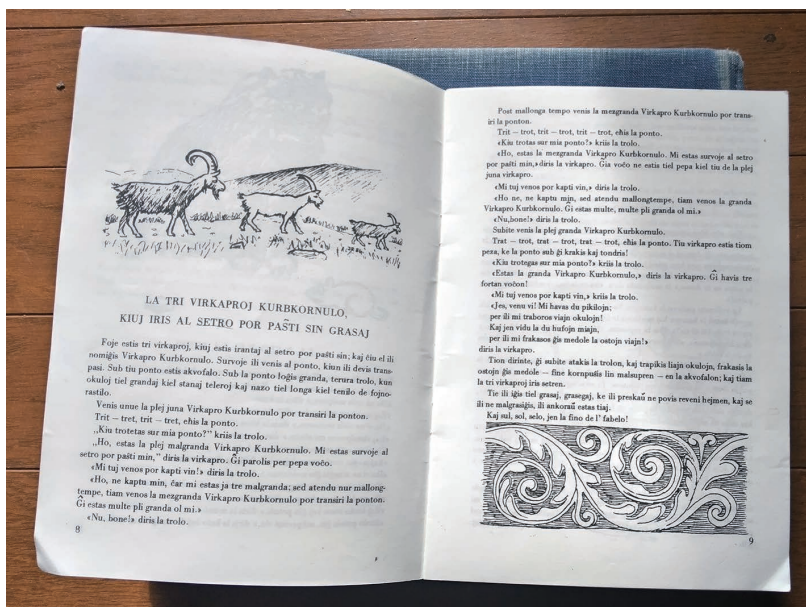 LA TRI VIRKAPROJ KURBKORNULO,
KIUJ IRIS AL SETRO POR PAŜTI SIN GRASAJ
Foje estis tri virkaproj, kiuj estis irantaj al setro por paŝti sin; kaj ĉiu el ili
nomiĝis Virkapro Kurbkornulo. Survoje ili venis al ponto, kiun ili devis trans-
pasi. Sub tiu ponto estis akvofalo. Sub la ponto loĝis granda, terura trolo, kun
okuloj tiel grandaj kiel stanaj teleroj kaj nazo tiel longa kiel tenilo de fojno-
rastilo.
Venis unue la plej juna Virkapro Kurbkornulo por transiri la ponton.
Trit — tret, trit — tret, eĥis la ponto.
„Kiu trotetas sur mia ponto?” kriis la trolo.
„Ho, estas la plej malgranda Virkapro Kurbkornulo. Mi estas survoje al
setro por paŝti min,” diris la virkapro. Ĝi parolis per pepa voĉo.
«Mi tuj venos por kapti vin!» diris la trolo.
«Ho, ne kaptu min, ĉar mi estas ja tre malgranda; sed atendu nur mallong-
tempe, tiam venos la mezgranda Virkapro Kurbkornulo por transiri la ponton.
Ĝi estas multe pli granda ol mi.»
«Nu, bone!» diris la trolo.
8
Post mallonga tempo venis la mezgranda Virkapro Kurbkornulo por trans-
iri la ponton.
Trit — trot, trit — trot, trit — trot, eĥis la ponto.
«Kiu trotas sur mia ponto?» kriis la trolo.
«Ho, estas la mezgranda Virkapro Kurbkornulo. Mi estas survoje al setro
por paŝti min,» diris la virkapro. Ĝia voĉo ne estis tiel pepa kiel tiu de la plej
juna virkapro.
«Mi tuj venos por kapti vin,» diris la trolo.
«Ho ne, ne kaptu min, sed atendu mallongtempe, tiam venos la granda
Virkapro Kurbkornulo. Ĝi estas multe, multe pli granda ol mi.»
«Nu,bone!» diris la trolo.
Subite venis la plej granda Virkapro Kurbkornulo.
Trat — trot, trat — trot, trat — trot, eĥis la ponto. Tiu virkapro estis tiom
peza, ke la ponto sub ĝi krakis kaj tondris!
«Kiu trotegas sur mia ponto?» kriis la trolo.
«Estas la granda Virkapro Kurbkornulo,» diris la virkapro. Ĝi havis tre
fortan voĉon!
«Mi tuj venos por kapti vin,» kriis la trolo.
«Jes, venu vi! Mi havas du pikilojn;
per ili mi traboros viajn okulojn!
Kaj jen vidu la du hufojn miajn,
per ili mi frakasos ĝis medole la ostojn viajn!»
diris la virkapro.
Tion dirinte, ĝi subite atakis la trolon, kaj trapikis liajn okulojn, frakasis la
ostojn ĝis medole — fine kornpuŝis lin malsupren — en la akvofalon; kaj tiam
la tri virkaproj iris setren.
Tie ili iĝis tiel grasaj, grasegaj, ke ili preskaŭ ne povis reveni hejmen, kaj se
ili ne malgrasiĝis, ili ankoraŭ estas tiaj.
Kaj sul, sol, selo, jen la fino de l’ fabelo!
9